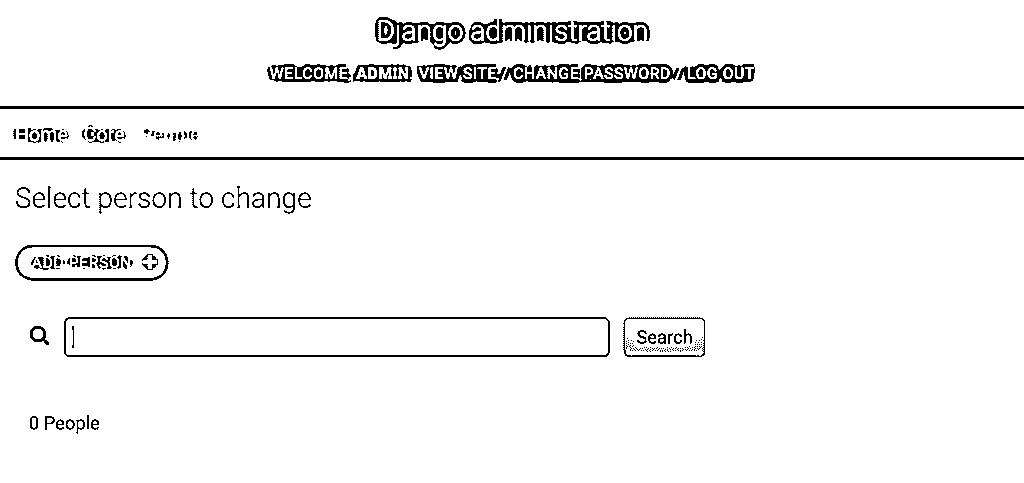 Django administration
WELCOME, ADMIN. VIEW SITE / CHANGE PASSWORD / LOG OUT
Home Core People
Select person to change
ADD PERSON +
Search
0 People